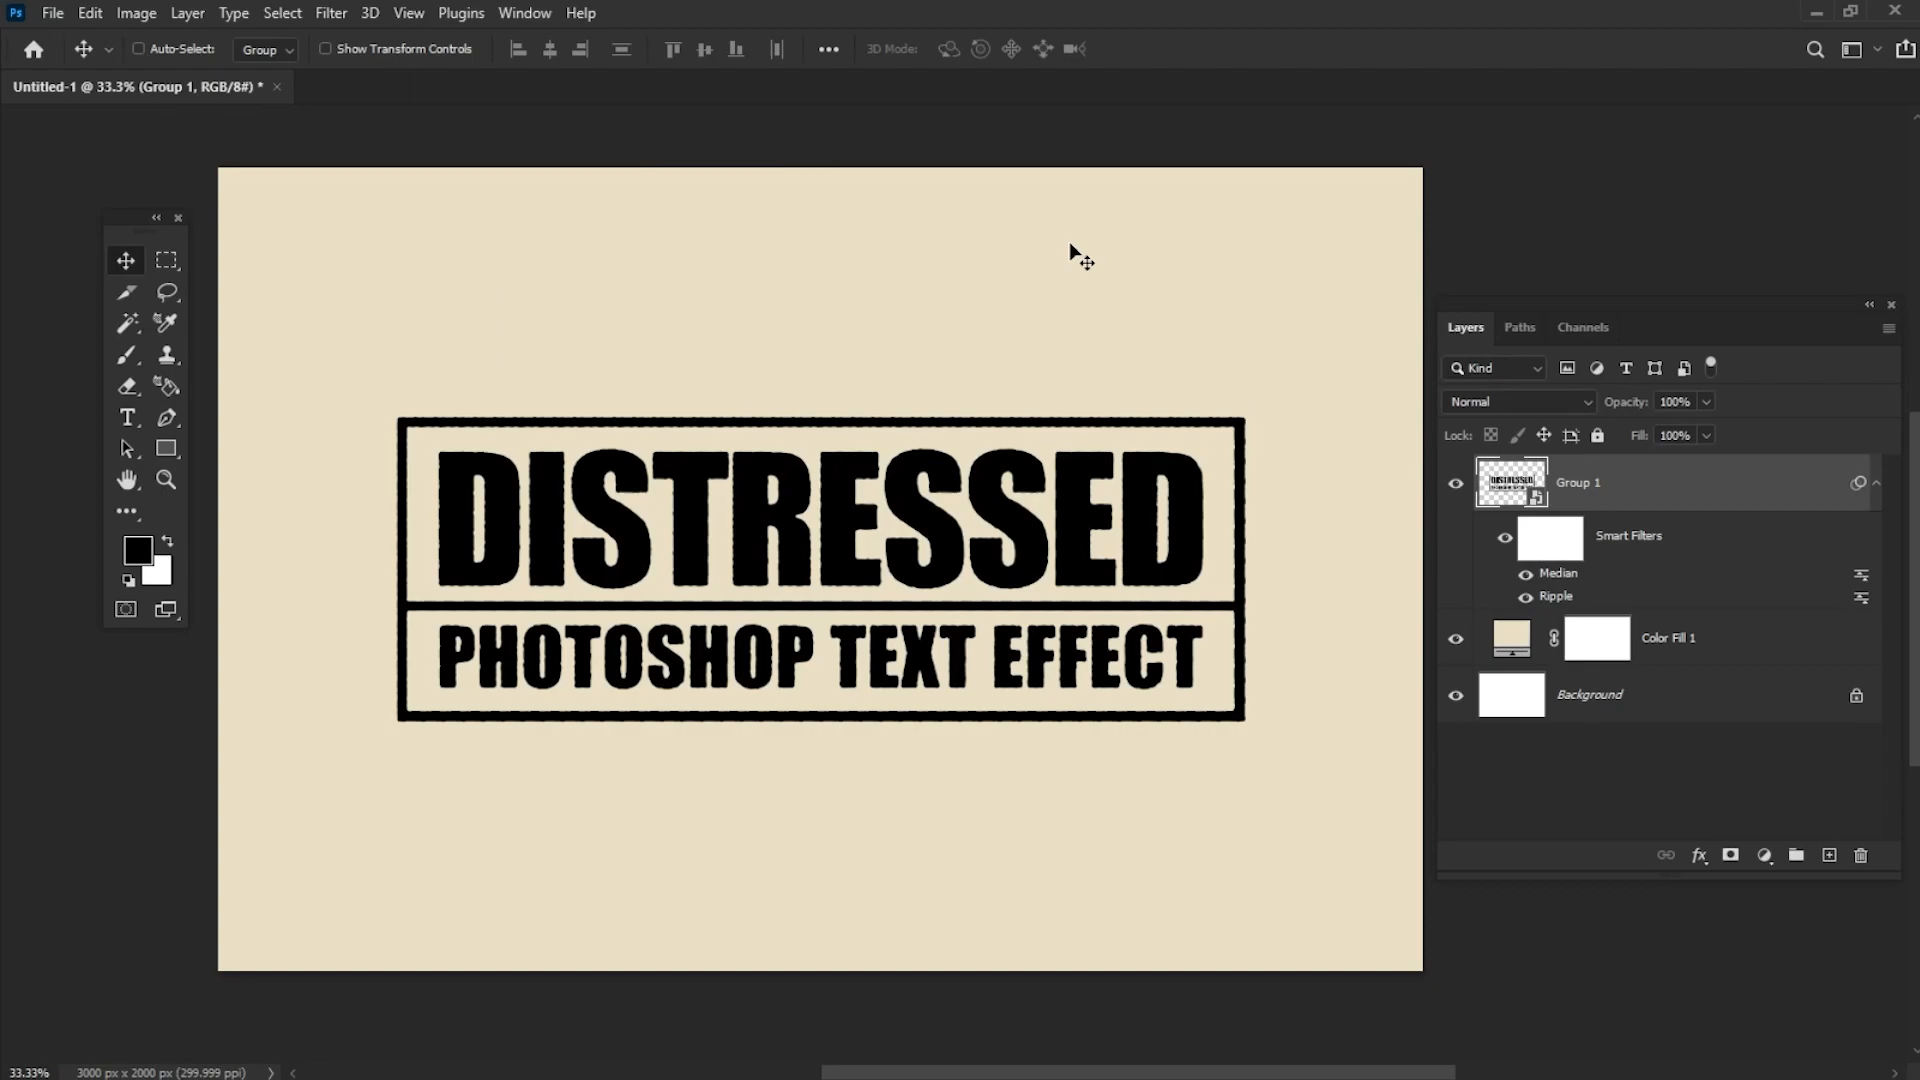 Ps File Edit Image Layer Type Select Filter 3D View Plugins Window Help
Auto-Select: Group Show Transform Controls 3D Mode:
Untitled-1 @ 33.3% (Group 1, RGB/8#) *
DISTRESSED
PHOTOSHOP TEXT EFFECT
Layers Paths Channels
Kind
Normal Opacity: 100%
Lock: Fill: 100%
Group 1
Smart Filters
Median
Ripple
Color Fill 1
Background
33.33% 3000 px x 2000 px (299.999 ppi)